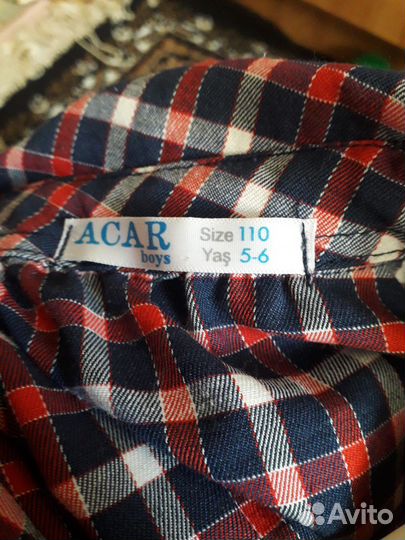 ACAR
boys
Size 110
Yaş 5-6
Avito